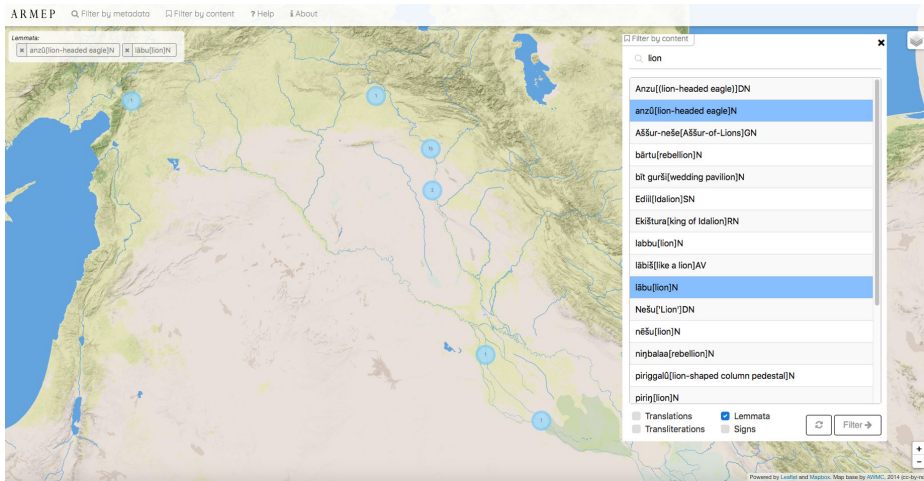 ARMEP Filter by metadata Filter by content ? Help i About
Lemmata:
× anzû[lion-headed eagle]N × lābu[lion]N
Filter by content ×
lion
Anzu[(lion-headed eagle)]DN
anzû[lion-headed eagle]N
Aššur-neše[Aššur-of-Lions]GN
bārtu[rebellion]N
bīt gurši[wedding pavilion]N
Ediil[Idalion]SN
Ekištura[king of Idalion]RN
labbu[lion]N
lābiš[like a lion]AV
lābu[lion]N
Nešu['Lion']DN
nēšu[lion]N
niŋbalaa[rebellion]N
piriggalû[lion-shaped column pedestal]N
piriŋ[lion]N
Translations Lemmata
Transliterations Signs
Filter →
+
−
Powered by Leaflet and Mapbox. Map base by AWMC, 2014 (cc-by-nc